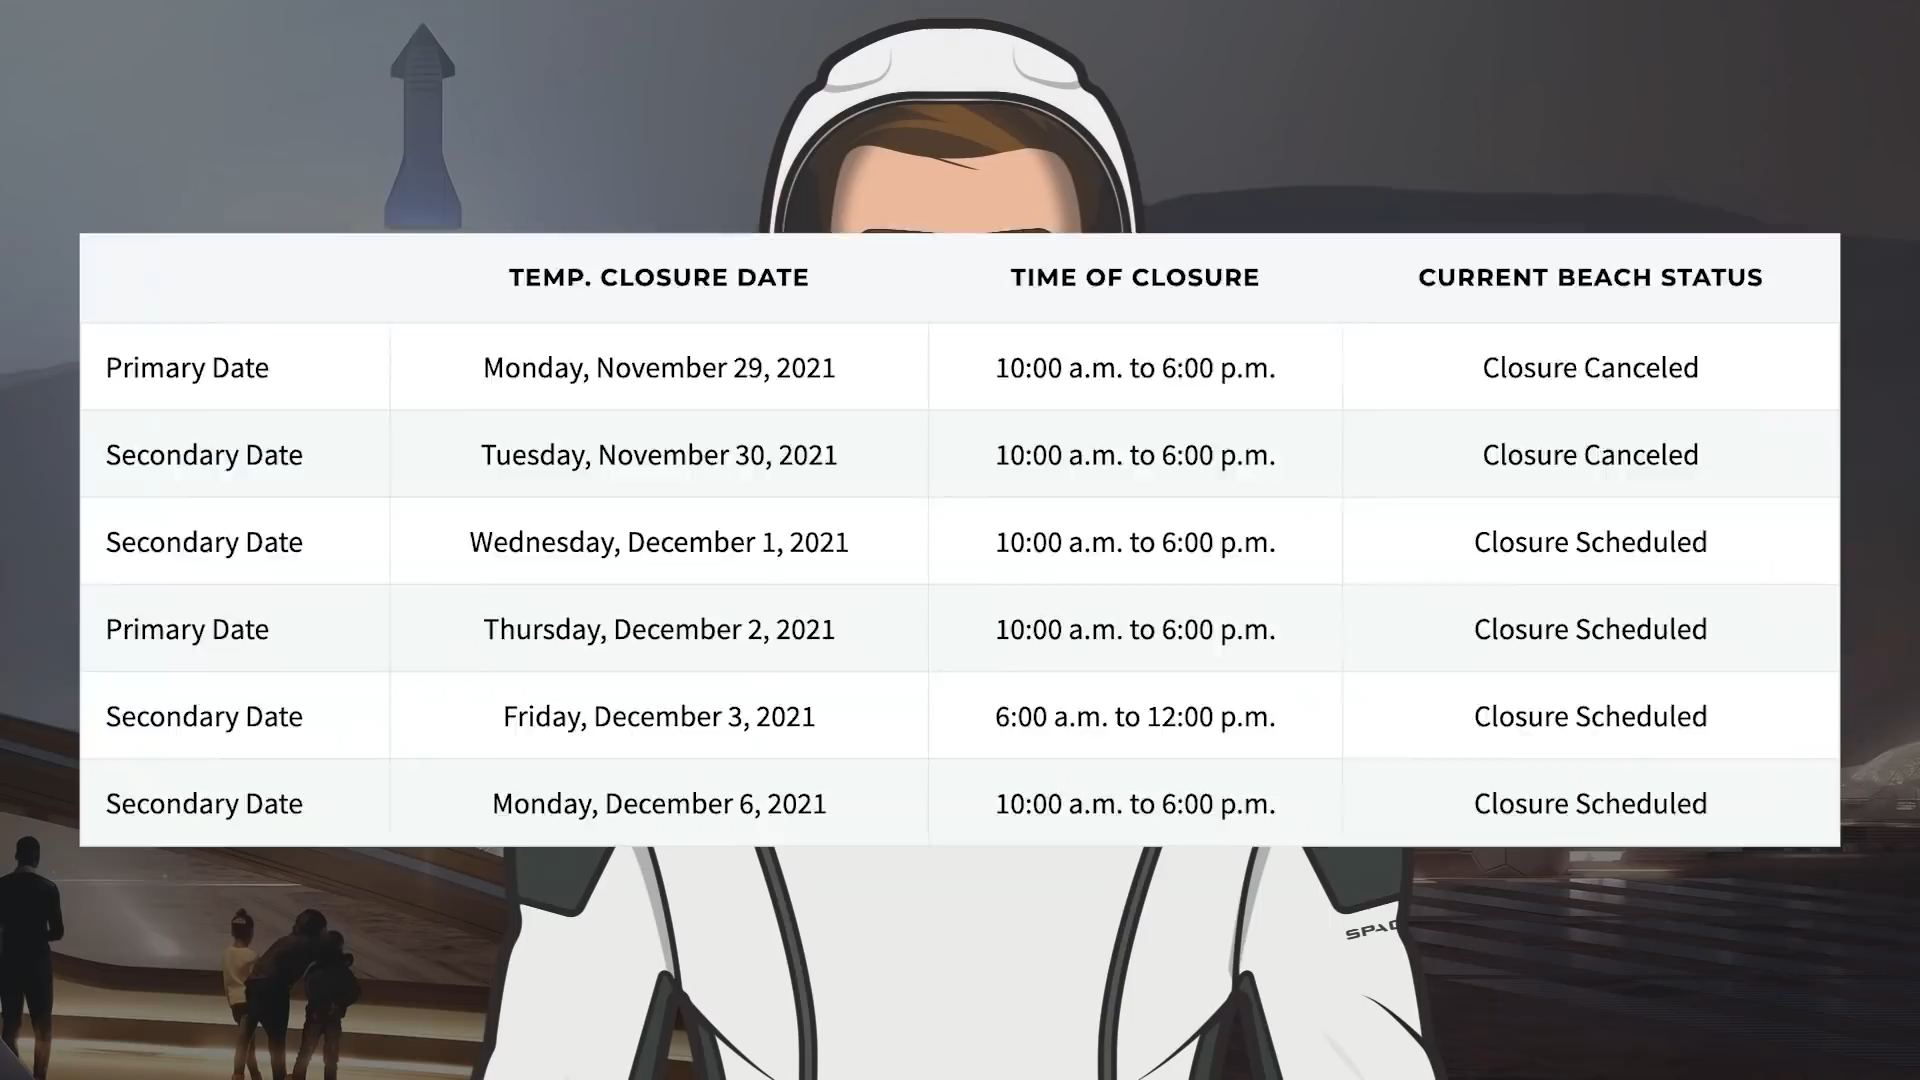 TEMP. CLOSURE DATE TIME OF CLOSURE CURRENT BEACH STATUS
Primary Date Monday, November 29, 2021 10:00 a.m. to 6:00 p.m. Closure Canceled
Secondary Date Tuesday, November 30, 2021 10:00 a.m. to 6:00 p.m. Closure Canceled
Secondary Date Wednesday, December 1, 2021 10:00 a.m. to 6:00 p.m. Closure Scheduled
Primary Date Thursday, December 2, 2021 10:00 a.m. to 6:00 p.m. Closure Scheduled
Secondary Date Friday, December 3, 2021 6:00 a.m. to 12:00 p.m. Closure Scheduled
Secondary Date Monday, December 6, 2021 10:00 a.m. to 6:00 p.m. Closure Scheduled
SPAC